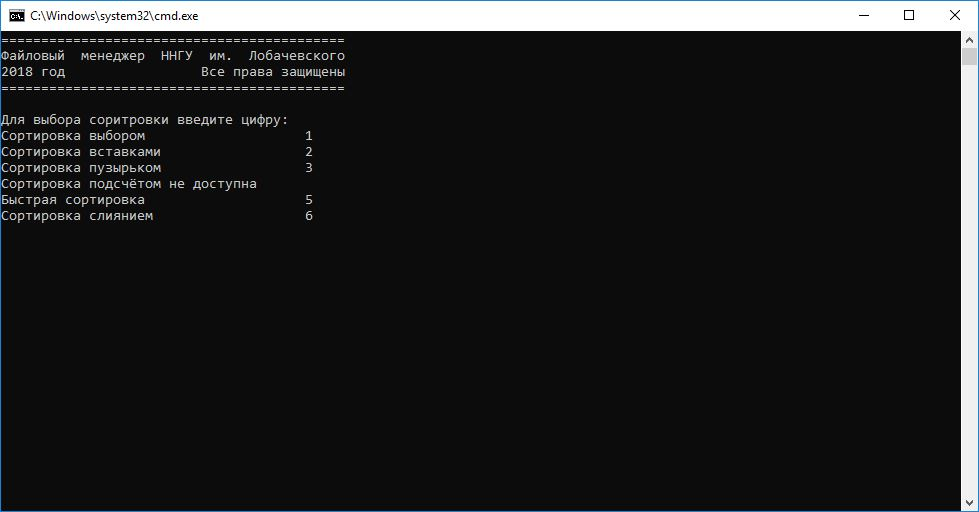 C:\Windows\system32\cmd.exe
===========================================
Файловый менеджер ННГУ им. Лобачевского
2018 год Все права защищены
===========================================
Для выбора соритровки введите цифру:
Сортировка выбором 1
Сортировка вставками 2
Сортировка пузырьком 3
Сортировка подсчётом не доступна
Быстрая сортировка 5
Сортировка слиянием 6